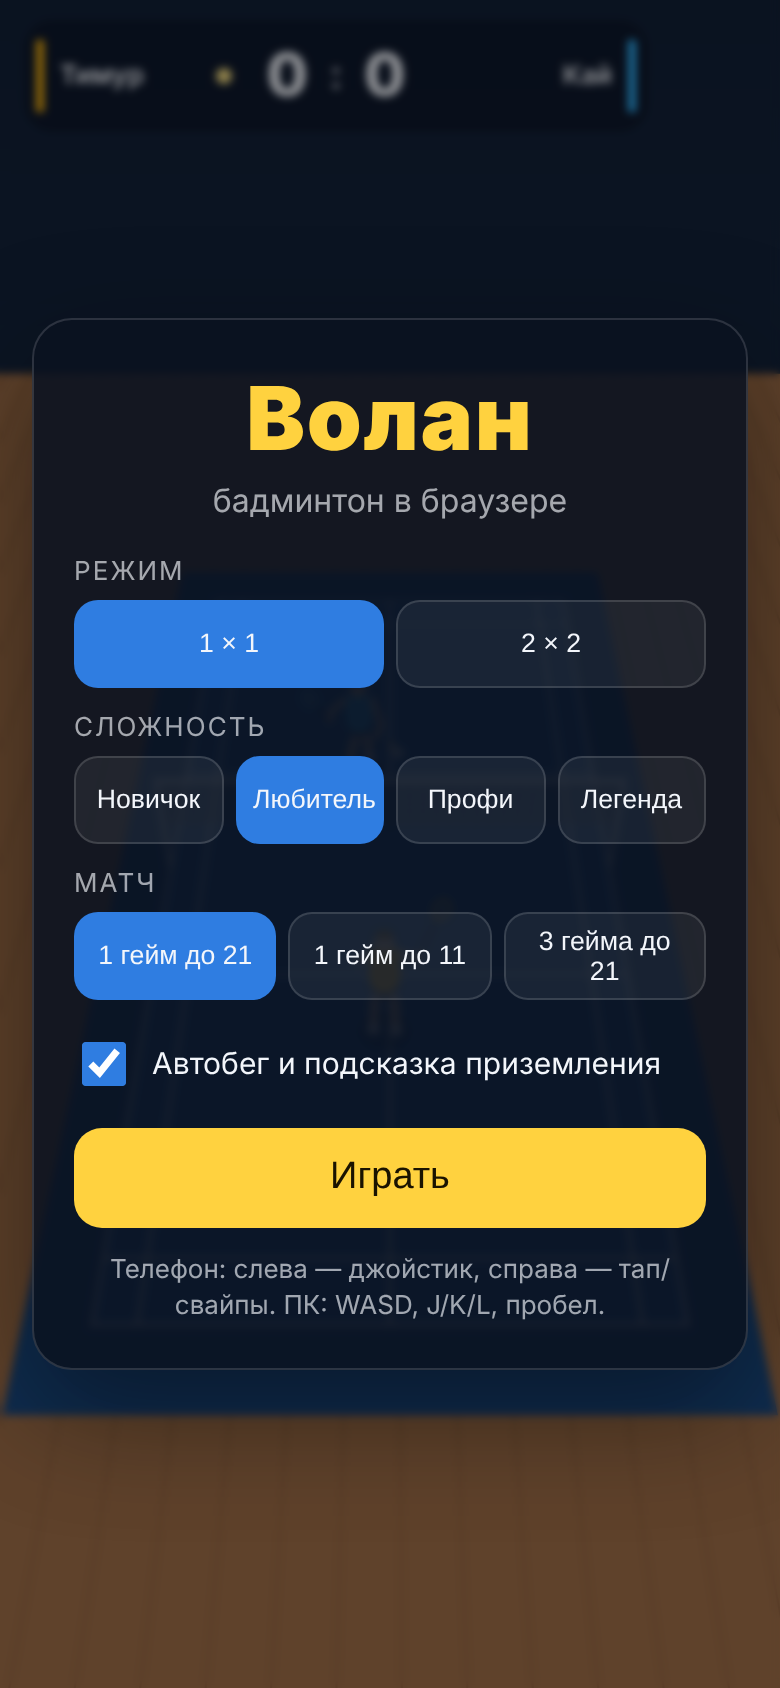 Тимур 0 : 0 Кай
Волан
бадминтон в браузере
РЕЖИМ
1 × 1
2 × 2
СЛОЖНОСТЬ
Новичок
Любитель
Профи
Легенда
МАТЧ
1 гейм до 21
1 гейм до 11
3 гейма до
21
Автобег и подсказка приземления
Играть
Телефон: слева — джойстик, справа — тап/
свайпы. ПК: WASD, J/K/L, пробел.